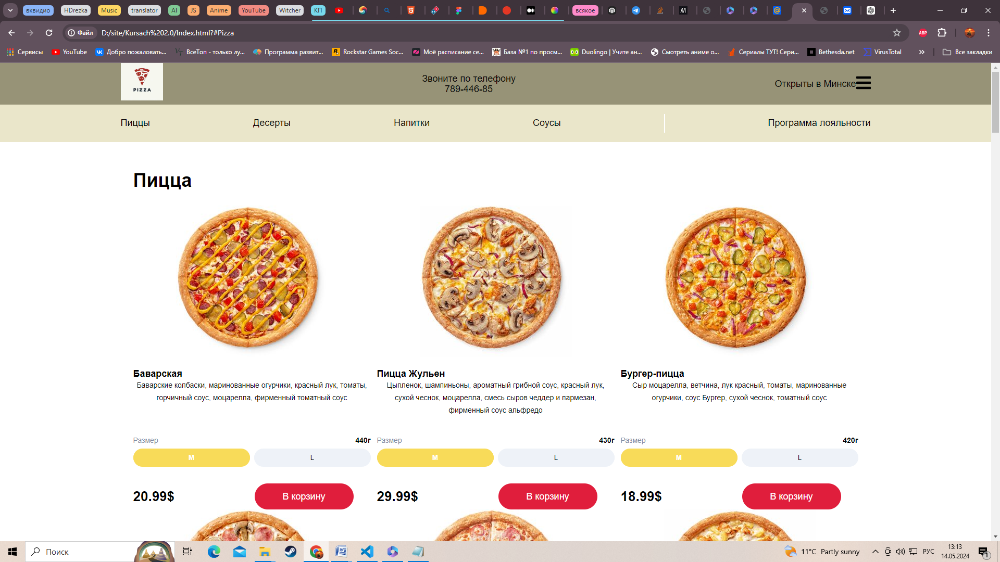 вквидио HDrezka Music translator AI JS Anime YouTube Witcher КП всякое
Файл D:/site/Kursach%202.0/Index.html?#Pizza ABP
Сервисы YouTube Добро пожаловать... ВсеТоп - только лу... Программа развит... Rockstar Games Soc... Моё расписание се... База №1 по просм... Duolingo | Учите ан... Смотреть аниме о... Сериалы ТУТ! Сери... Bethesda.net VirusTotal » Все закладки
PIZZA
Звоните по телефону
789-446-85
Открыты в Минске
Пиццы Десерты Напитки Соусы Программа лояльности
Пицца
Баварская
Баварские колбаски, маринованные огурчики, красный лук, томаты,
горчичный соус, моцарелла, фирменный томатный соус
Размер 440г
M L
20.99$ В корзину
Пицца Жульен
Цыпленок, шампиньоны, ароматный грибной соус, красный лук,
сухой чеснок, моцарелла, смесь сыров чеддер и пармезан,
фирменный соус альфредо
Размер 430г
M L
29.99$ В корзину
Бургер-пицца
Сыр моцарелла, ветчина, лук красный, томаты, маринованные
огурчики, соус Бургер, сухой чеснок, томатный соус
Размер 420г
M L
18.99$ В корзину
Поиск
11°C Partly sunny
РУС
13:13
14.05.2024
1